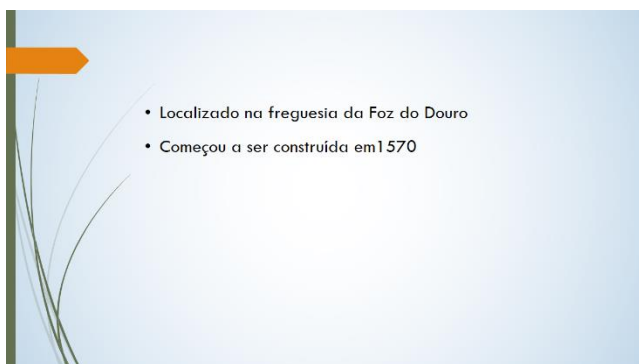 • Localizado na freguesia da Foz do Douro
• Começou a ser construída em1570